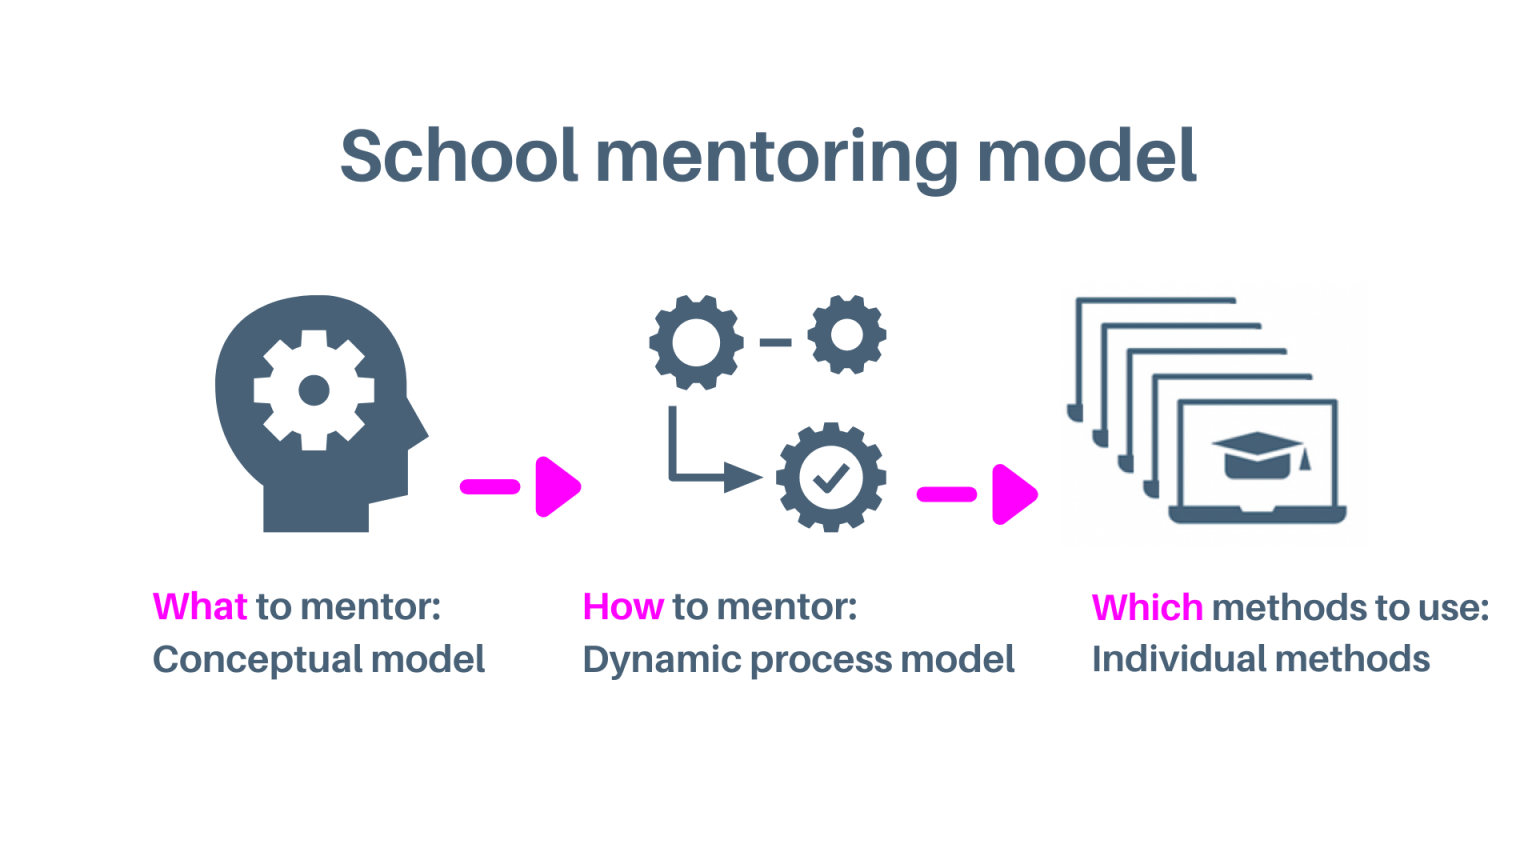 School mentoring model
What to mentor:
Conceptual model
How to mentor:
Dynamic process model
Which methods to use:
Individual methods